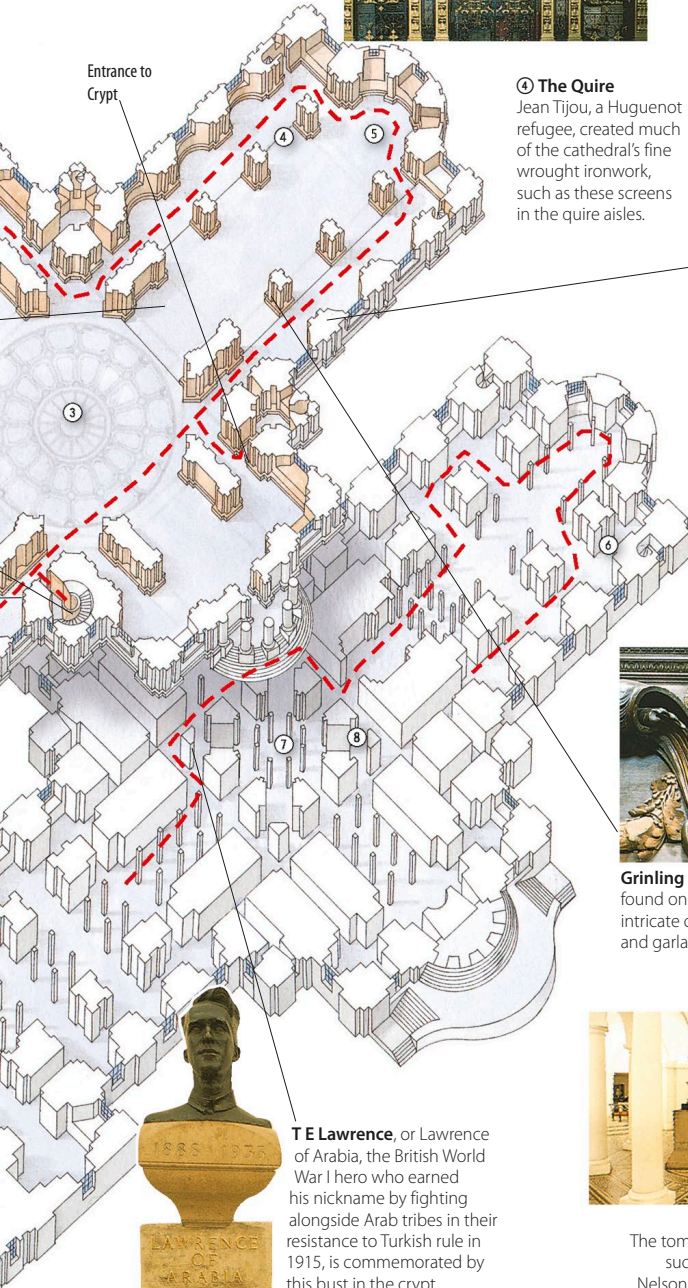 Entrance to
Crypt
④ The Quire
Jean Tijou, a Huguenot
refugee, created much
of the cathedral's fine
wrought ironwork,
such as these screens
in the quire aisles.
4
5
3
6
7
8
Grinling
found on
intricate
and
T E Lawrence, or Lawrence
of Arabia, the British World
War I hero who earned
his nickname by fighting
alongside Arab tribes in their
resistance to Turkish rule in
1915, is commemorated by
this bust in the crypt
1888
LAWRENCE
OF
ARABIA
The
Nelson